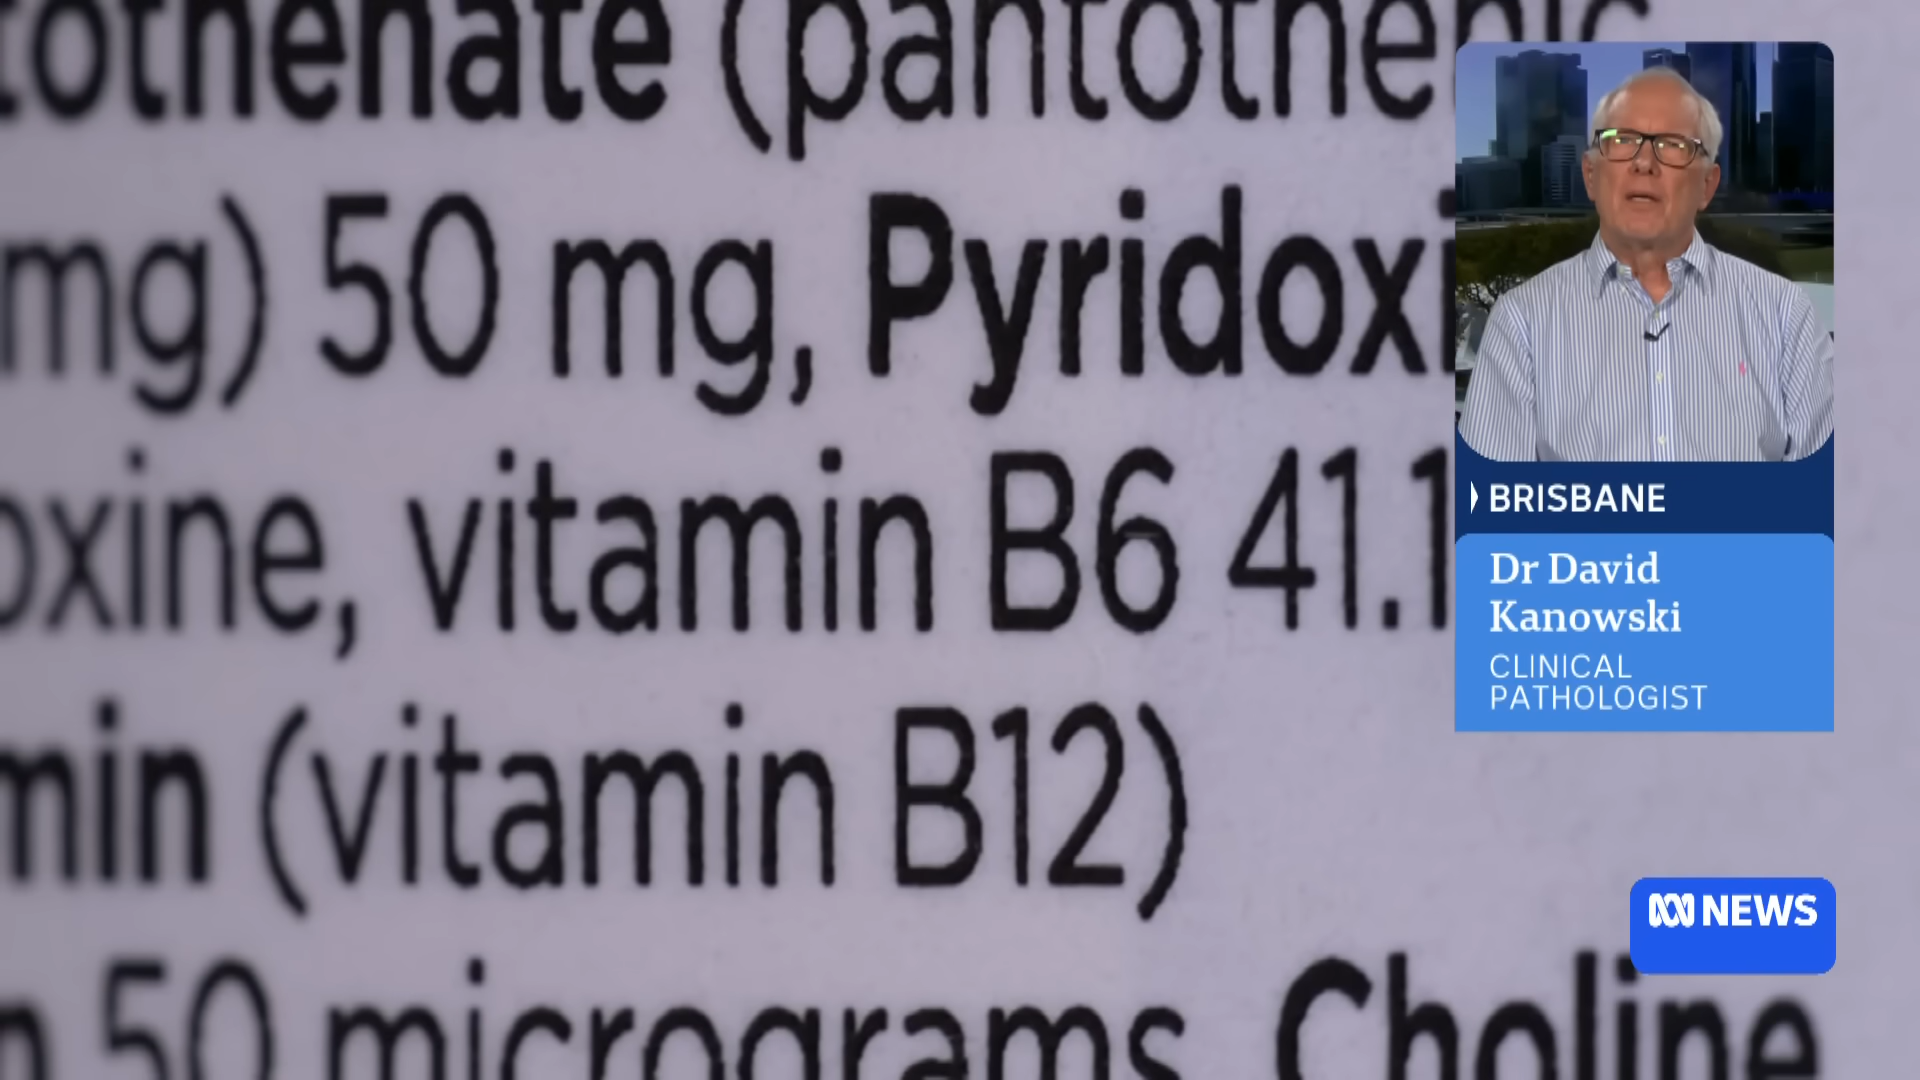 tothenate (pantothenic
mg) 50 mg, Pyridoxi
oxine, vitamin B6 41.1
min (vitamin B12)
n 50 micrograms, Choline
BRISBANE
Dr David
Kanowski
CLINICAL
PATHOLOGIST
NEWS